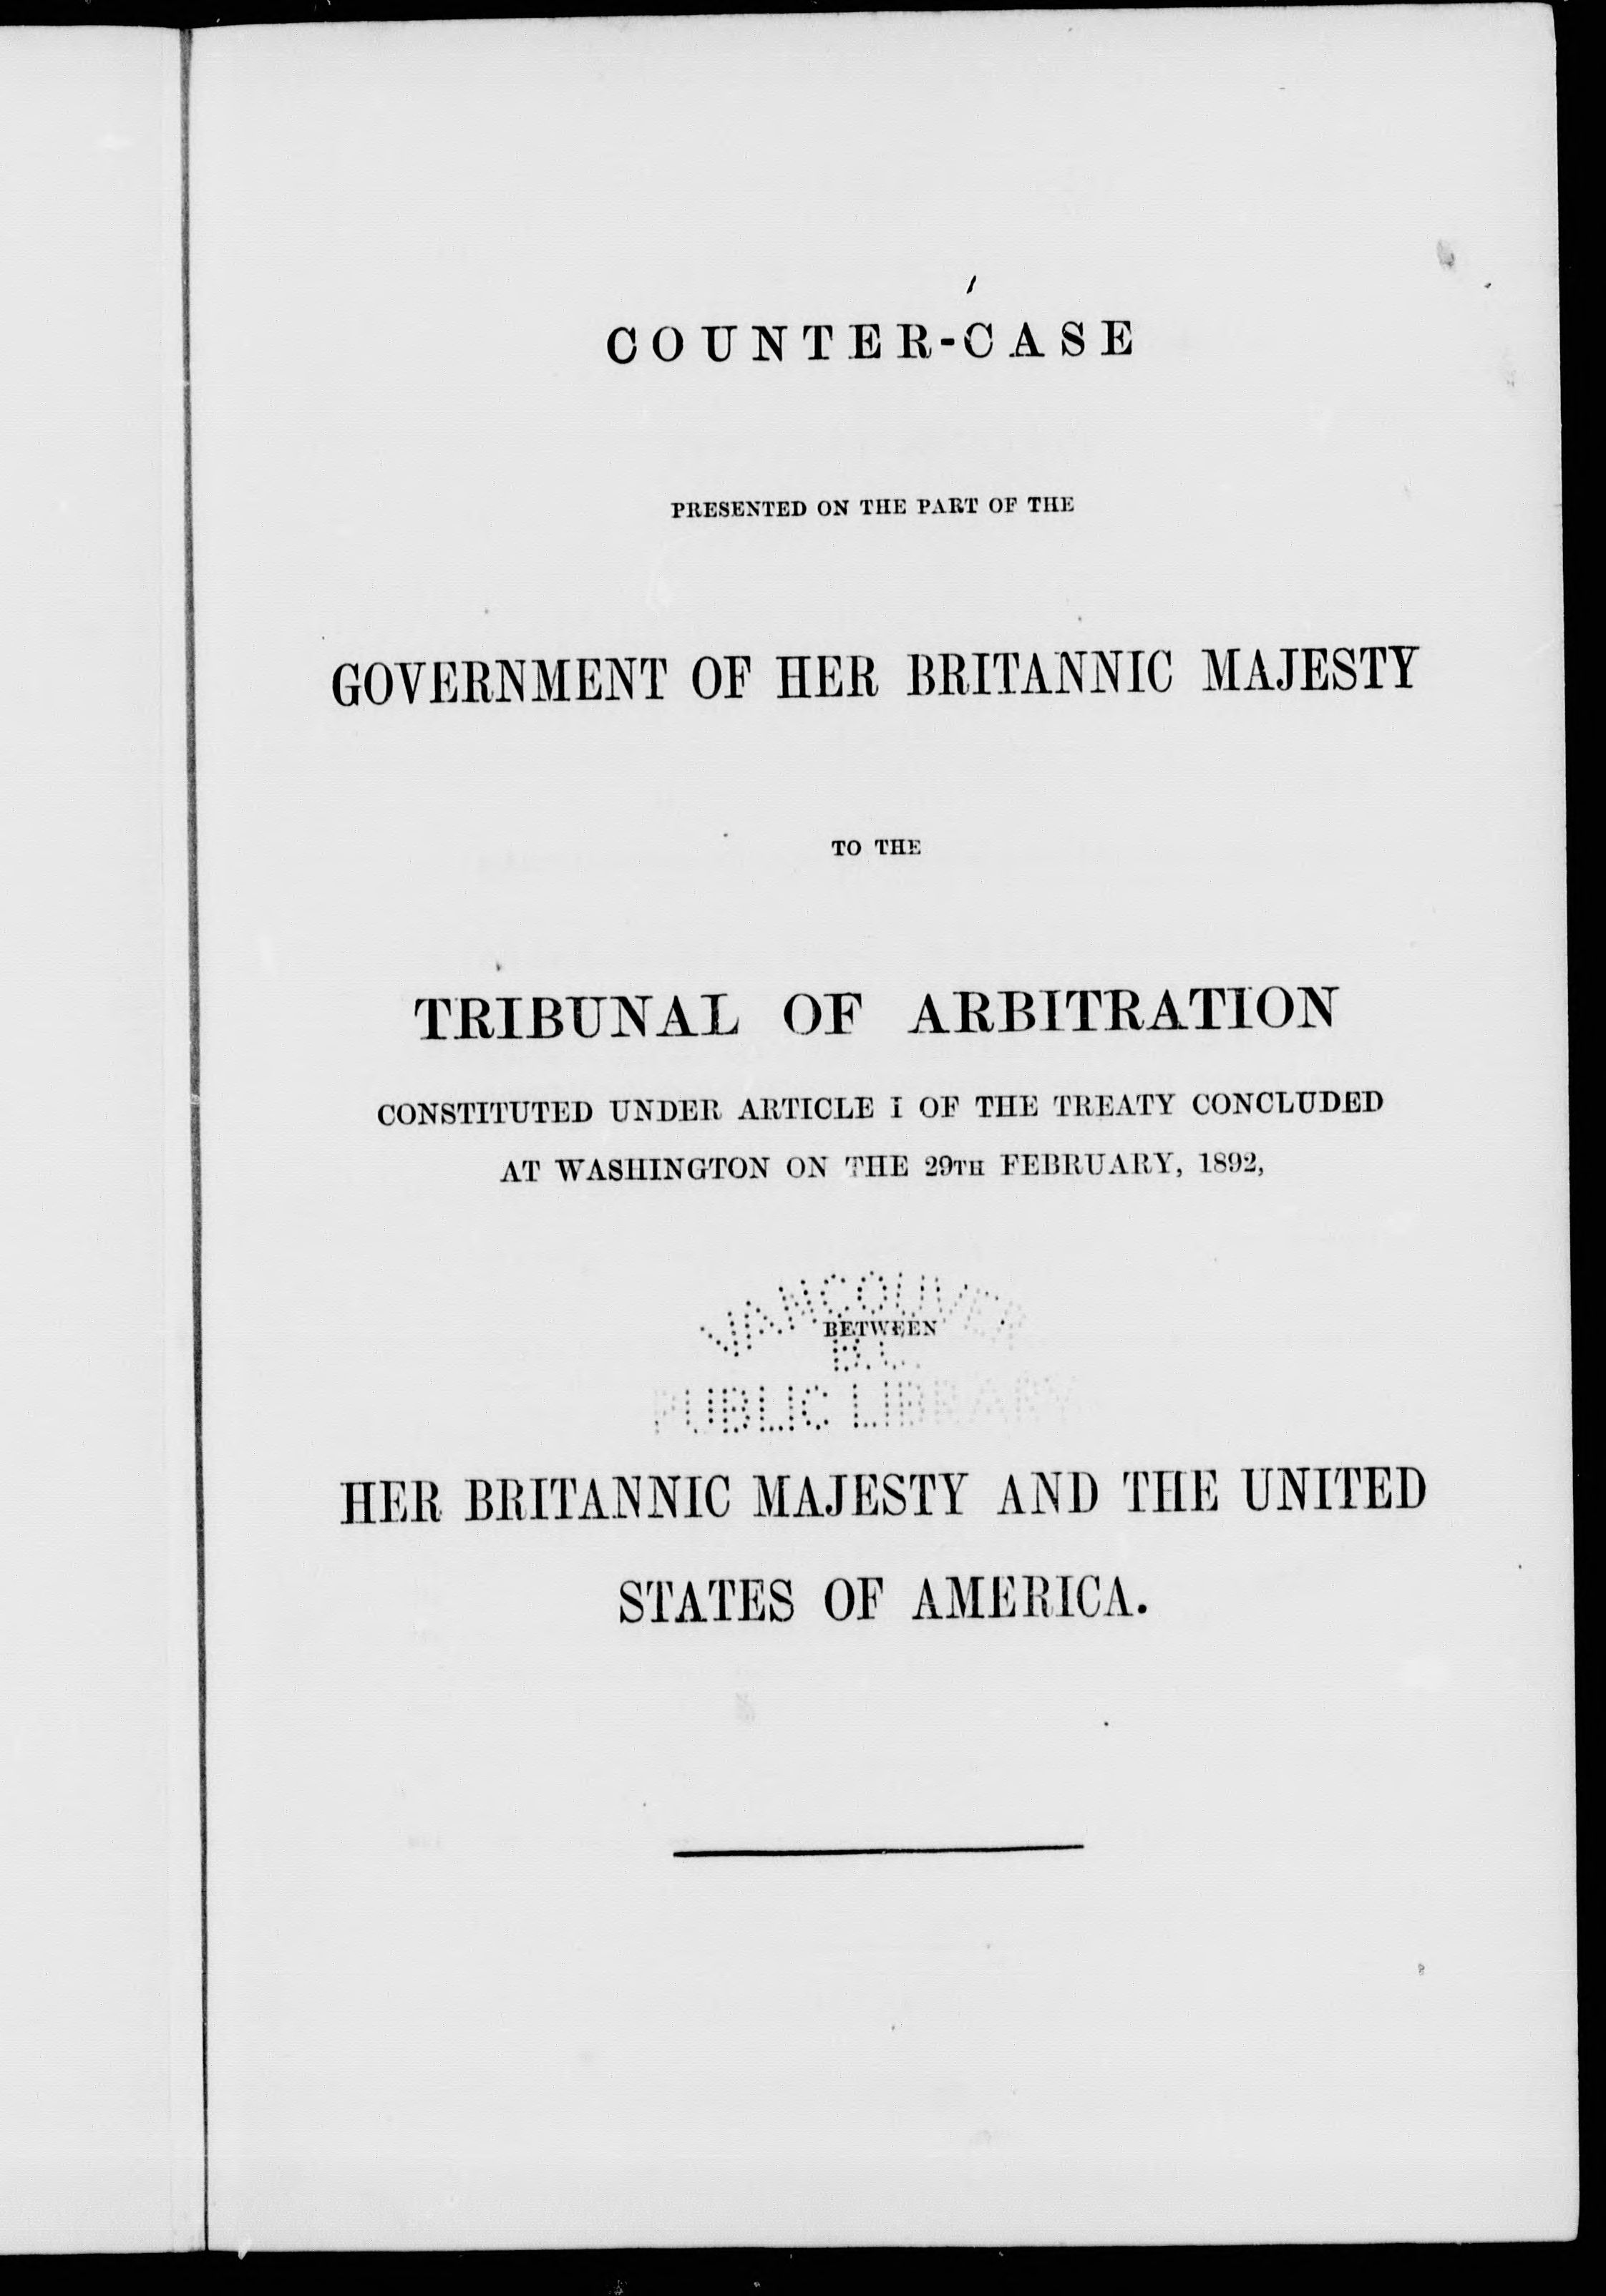 COUNTER-CASE
PRESENTED ON THE PART OF THE
GOVERNMENT OF HER BRITANNIC MAJESTY
TO THE
TRIBUNAL OF ARBITRATION
CONSTITUTED UNDER ARTICLE I OF THE TREATY CONCLUDED
AT WASHINGTON ON THE 29TH FEBRUARY, 1892,
VANCOUVER
BETWEEN
B.C.
PUBLIC LIBRARY
HER BRITANNIC MAJESTY AND THE UNITED
STATES OF AMERICA.